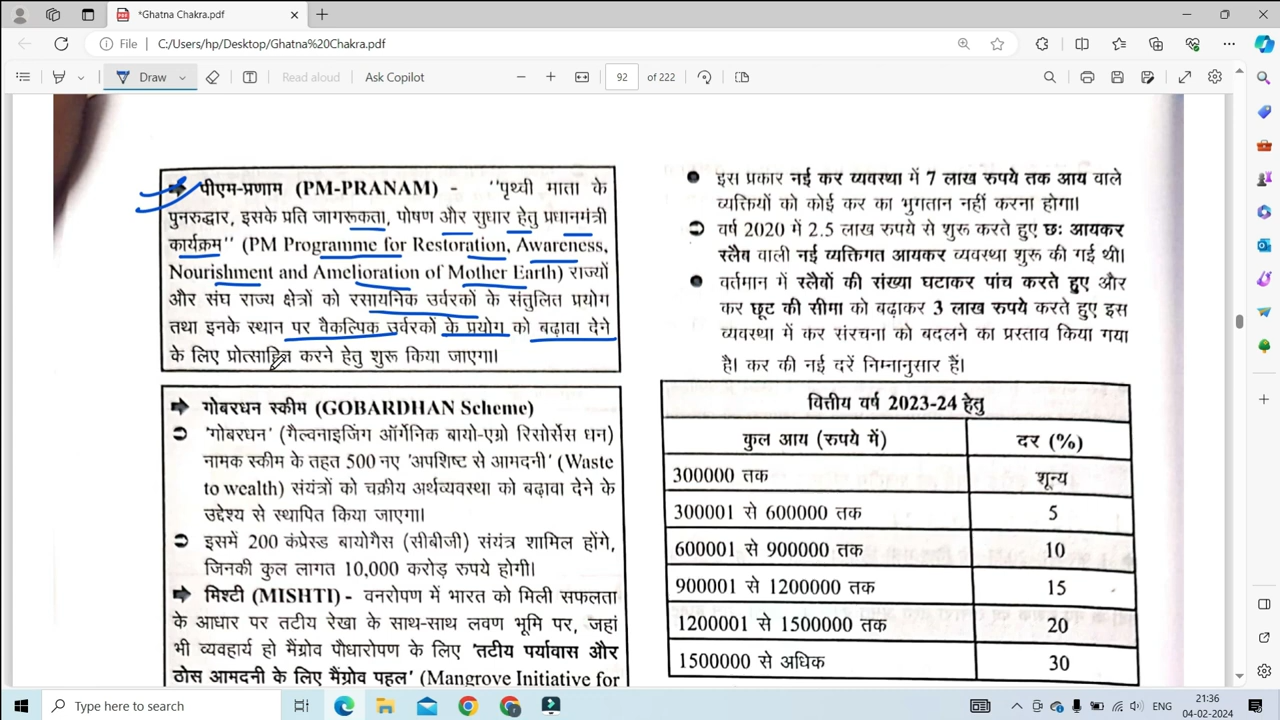 *Ghatna Chakra.pdf
File
C:/Users/hp/Desktop/Ghatna%20Chakra.pdf
Draw
Read aloud
Ask Copilot
92
of 222
➡ पीएम-प्रणाम (PM-PRANAM) - "पृथ्वी माता के
पुनरुद्धार, इसके प्रति जागरूकता, पोषण और सुधार हेतु प्रधानमंत्री
कार्यक्रम" (PM Programme for Restoration, Awareness,
Nourishment and Amelioration of Mother Earth) राज्यों
और संघ राज्य क्षेत्रों को रसायनिक उर्वरकों के संतुलित प्रयोग
तथा इनके स्थान पर वैकल्पिक उर्वरकों के प्रयोग को बढ़ावा देने
के लिए प्रोत्साहित करने हेतु शुरू किया जाएगा।
➡ गोबरधन स्कीम (GOBARDHAN Scheme)
➲ 'गोबरधन' (गैल्वनाइजिंग ऑर्गेनिक बायो-एग्रो रिसोर्सेस धन)
नामक स्कीम के तहत 500 नए 'अपशिष्ट से आमदनी' (Waste
to wealth) संयंत्रों को चक्रीय अर्थव्यवस्था को बढ़ावा देने के
उद्देश्य से स्थापित किया जाएगा।
➲ इसमें 200 कंप्रेस्ड बायोगैस (सीबीजी) संयंत्र शामिल होंगे,
जिनकी कुल लागत 10,000 करोड़ रुपये होगी।
➡ मिश्टी (MISHTI) - वनरोपण में भारत को मिली सफलता
के आधार पर तटीय रेखा के साथ-साथ लवण भूमि पर, जहां
भी व्यवहार्य हो मैंग्रोव पौधारोपण के लिए 'तटीय पर्यावास और
ठोस आमदनी के लिए मैंग्रोव पहल' (Mangrove Initiative for
● इस प्रकार नई कर व्यवस्था में 7 लाख रुपये तक आय वाले
व्यक्तियों को कोई कर का भुगतान नहीं करना होगा।
➲ वर्ष 2020 में 2.5 लाख रुपये से शुरू करते हुए छः आयकर
स्लैब वाली नई व्यक्तिगत आयकर व्यवस्था शुरू की गई थी।
● वर्तमान में स्लैबों की संख्या घटाकर पांच करते हुए और
कर छूट की सीमा को बढ़ाकर 3 लाख रुपये करते हुए इस
व्यवस्था में कर संरचना को बदलने का प्रस्ताव किया गया
है। कर की नई दरें निम्नानुसार हैं।
वित्तीय वर्ष 2023-24 हेतु
कुल आय (रुपये में) दर (%)
300000 तक शून्य
300001 से 600000 तक 5
600001 से 900000 तक 10
900001 से 1200000 तक 15
1200001 से 1500000 तक 20
1500000 से अधिक 30
Type here to search
ENG
21:36
04-02-2024